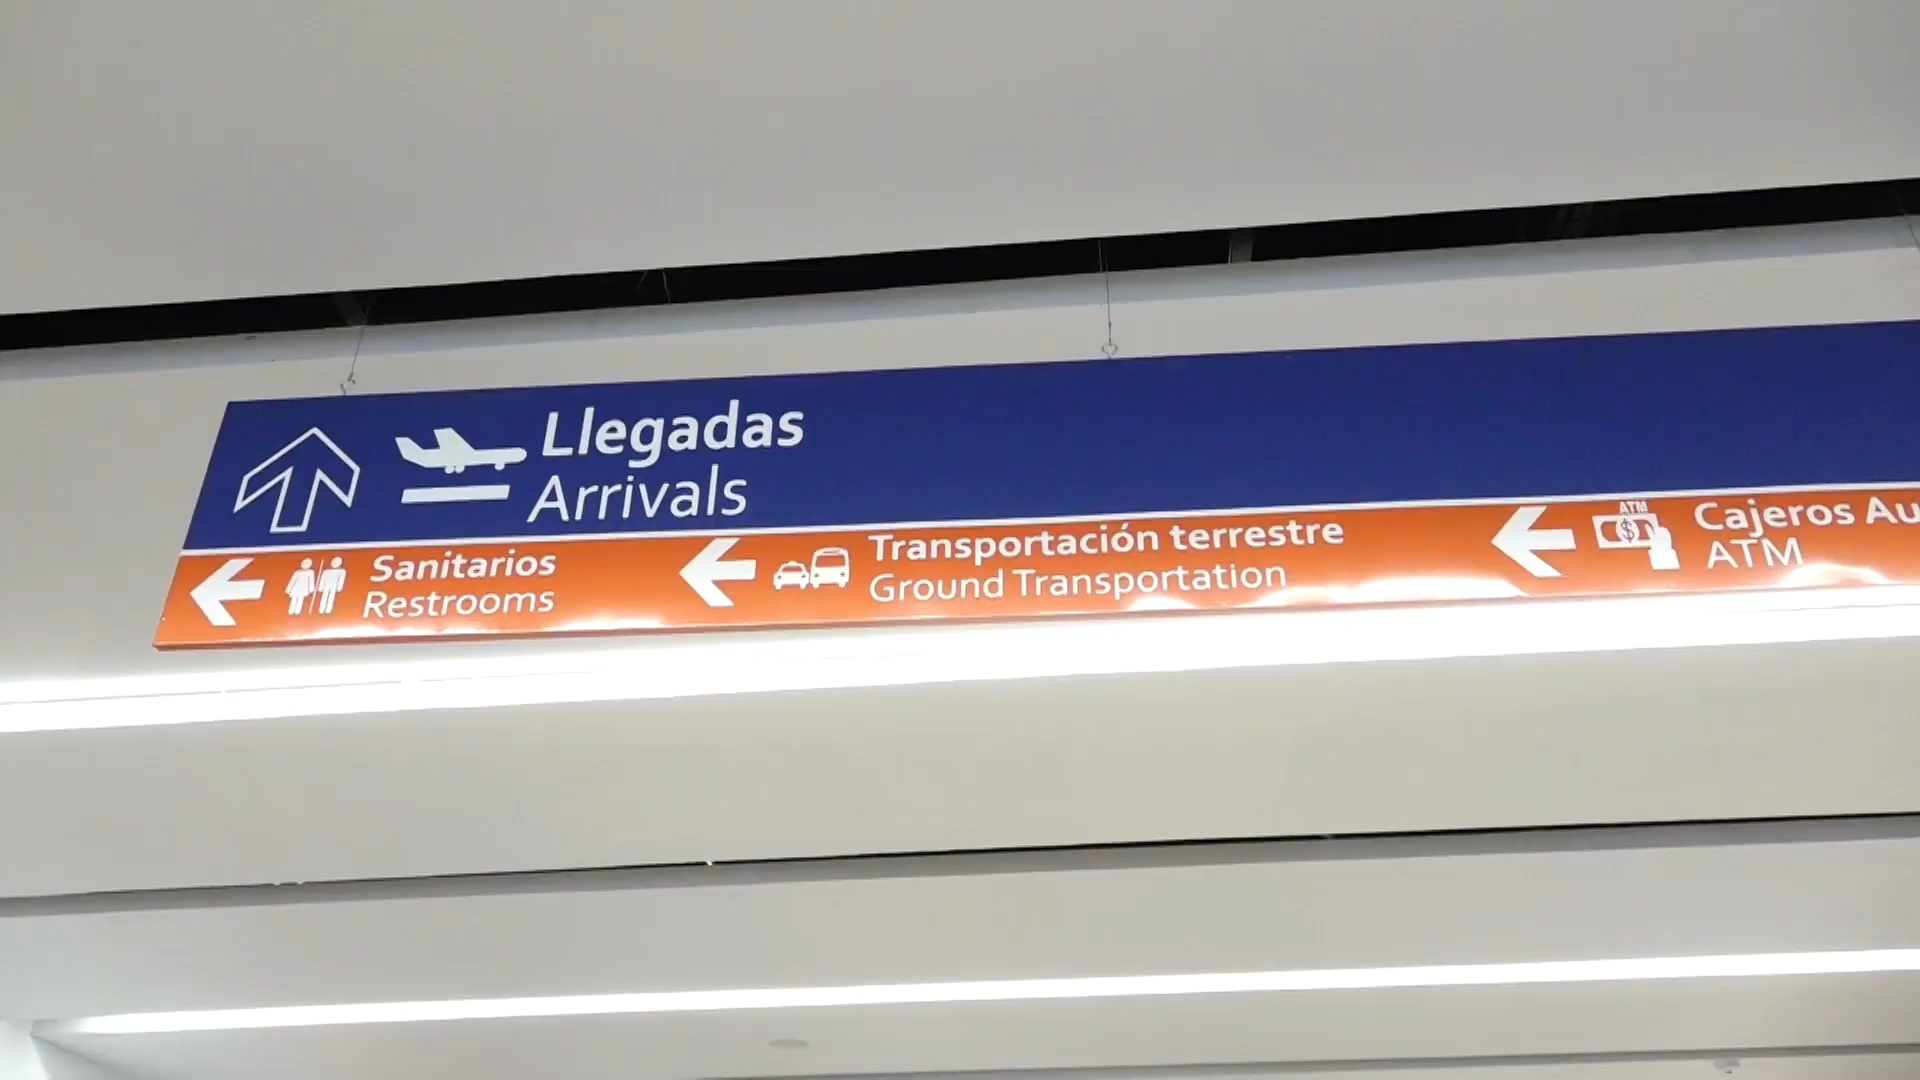 Llegadas
Arrivals
Sanitarios
Restrooms
Transportación terrestre
Ground Transportation
ATM
Cajeros
ATM